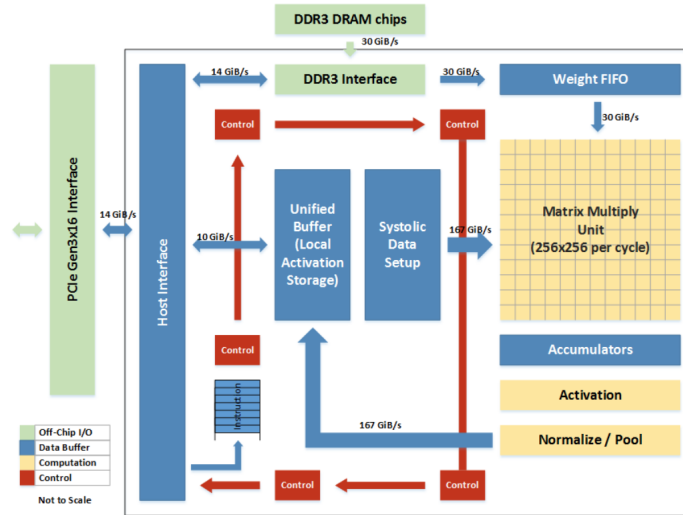 DDR3 DRAM chips
30 GiB/s
14 GiB/s
DDR3 Interface
30 GiB/s
Weight FIFO
Control
Control
30 GiB/s
PCIe Gen3x16 Interface
14 GiB/s
Host Interface
10 GiB/s
Unified
Buffer
(Local
Activation
Storage)
Systolic
Data
Setup
167 GiB/s
Matrix Multiply
Unit
(256x256 per cycle)
Control
Accumulators
Instruction
Activation
167 GiB/s
Normalize / Pool
Off-Chip I/O
Data Buffer
Computation
Control
Not to Scale
Control
Control